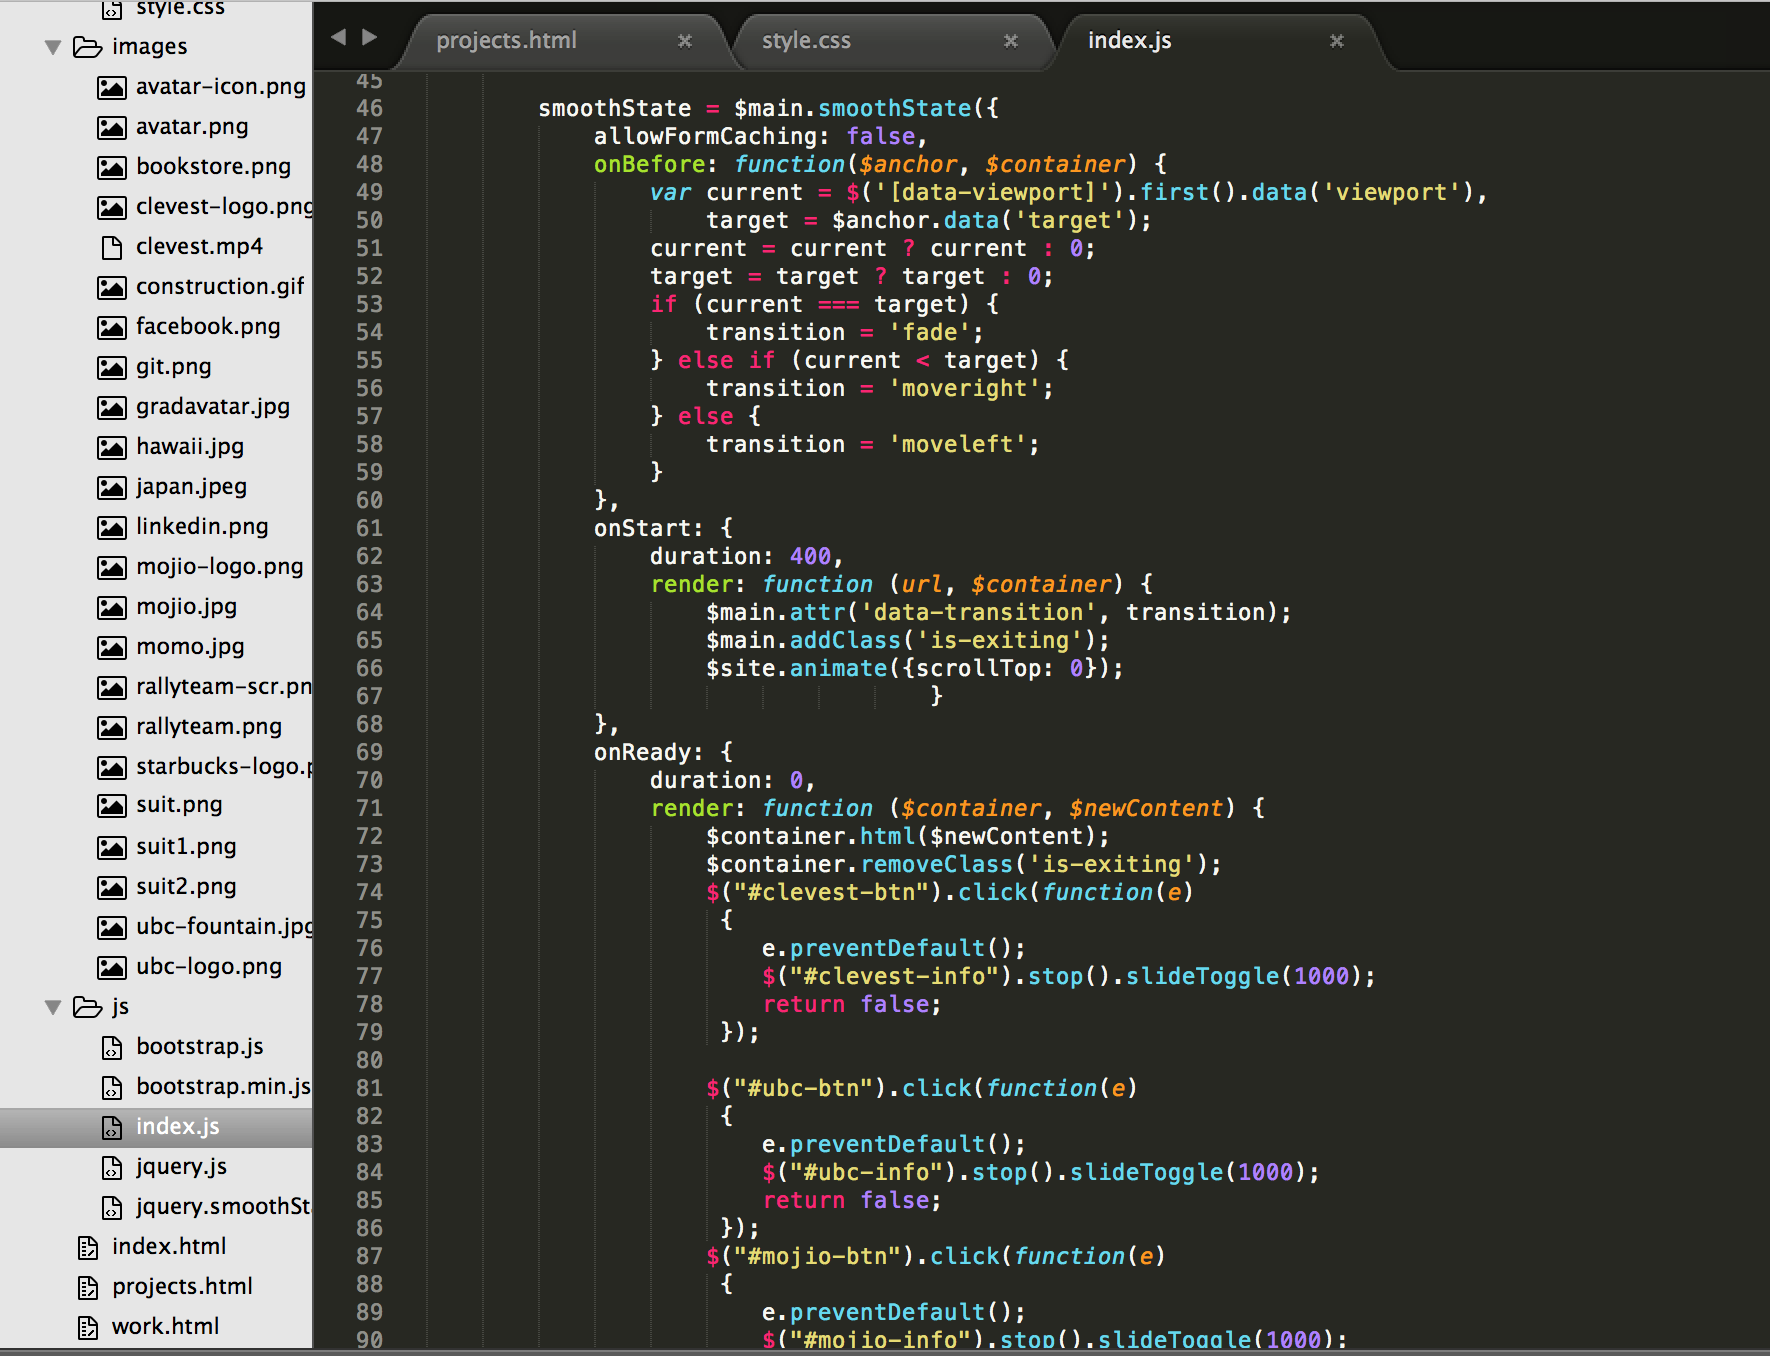 style.css
images
avatar-icon.png
avatar.png
bookstore.png
clevest-logo.png
clevest.mp4
construction.gif
facebook.png
git.png
gradavatar.jpg
hawaii.jpg
japan.jpeg
linkedin.png
mojio-logo.png
mojio.jpg
momo.jpg
rallyteam-scr.pn
rallyteam.png
starbucks-logo.p
suit.png
suit1.png
suit2.png
ubc-fountain.jpg
ubc-logo.png
js
bootstrap.js
bootstrap.min.js
index.js
jquery.js
jquery.smoothSta
index.html
projects.html
work.html
projects.html × style.css × index.js ×
45
46 smoothState = $main.smoothState({
47 allowFormCaching: false,
48 onBefore: function($anchor, $container) {
49 var current = $('[data-viewport]').first().data('viewport'),
50 target = $anchor.data('target');
51 current = current ? current : 0;
52 target = target ? target : 0;
53 if (current === target) {
54 transition = 'fade';
55 } else if (current < target) {
56 transition = 'moveright';
57 } else {
58 transition = 'moveleft';
59 }
60 },
61 onStart: {
62 duration: 400,
63 render: function (url, $container) {
64 $main.attr('data-transition', transition);
65 $main.addClass('is-exiting');
66 $site.animate({scrollTop: 0});
67 }
68 },
69 onReady: {
70 duration: 0,
71 render: function ($container, $newContent) {
72 $container.html($newContent);
73 $container.removeClass('is-exiting');
74 $("#clevest-btn").click(function(e)
75 {
76 e.preventDefault();
77 $("#clevest-info").stop().slideToggle(1000);
78 return false;
79 });
80
81 $("#ubc-btn").click(function(e)
82 {
83 e.preventDefault();
84 $("#ubc-info").stop().slideToggle(1000);
85 return false;
86 });
87 $("#mojio-btn").click(function(e)
88 {
89 e.preventDefault();
90 $("#mojio-info").stop().slideToggle(1000);